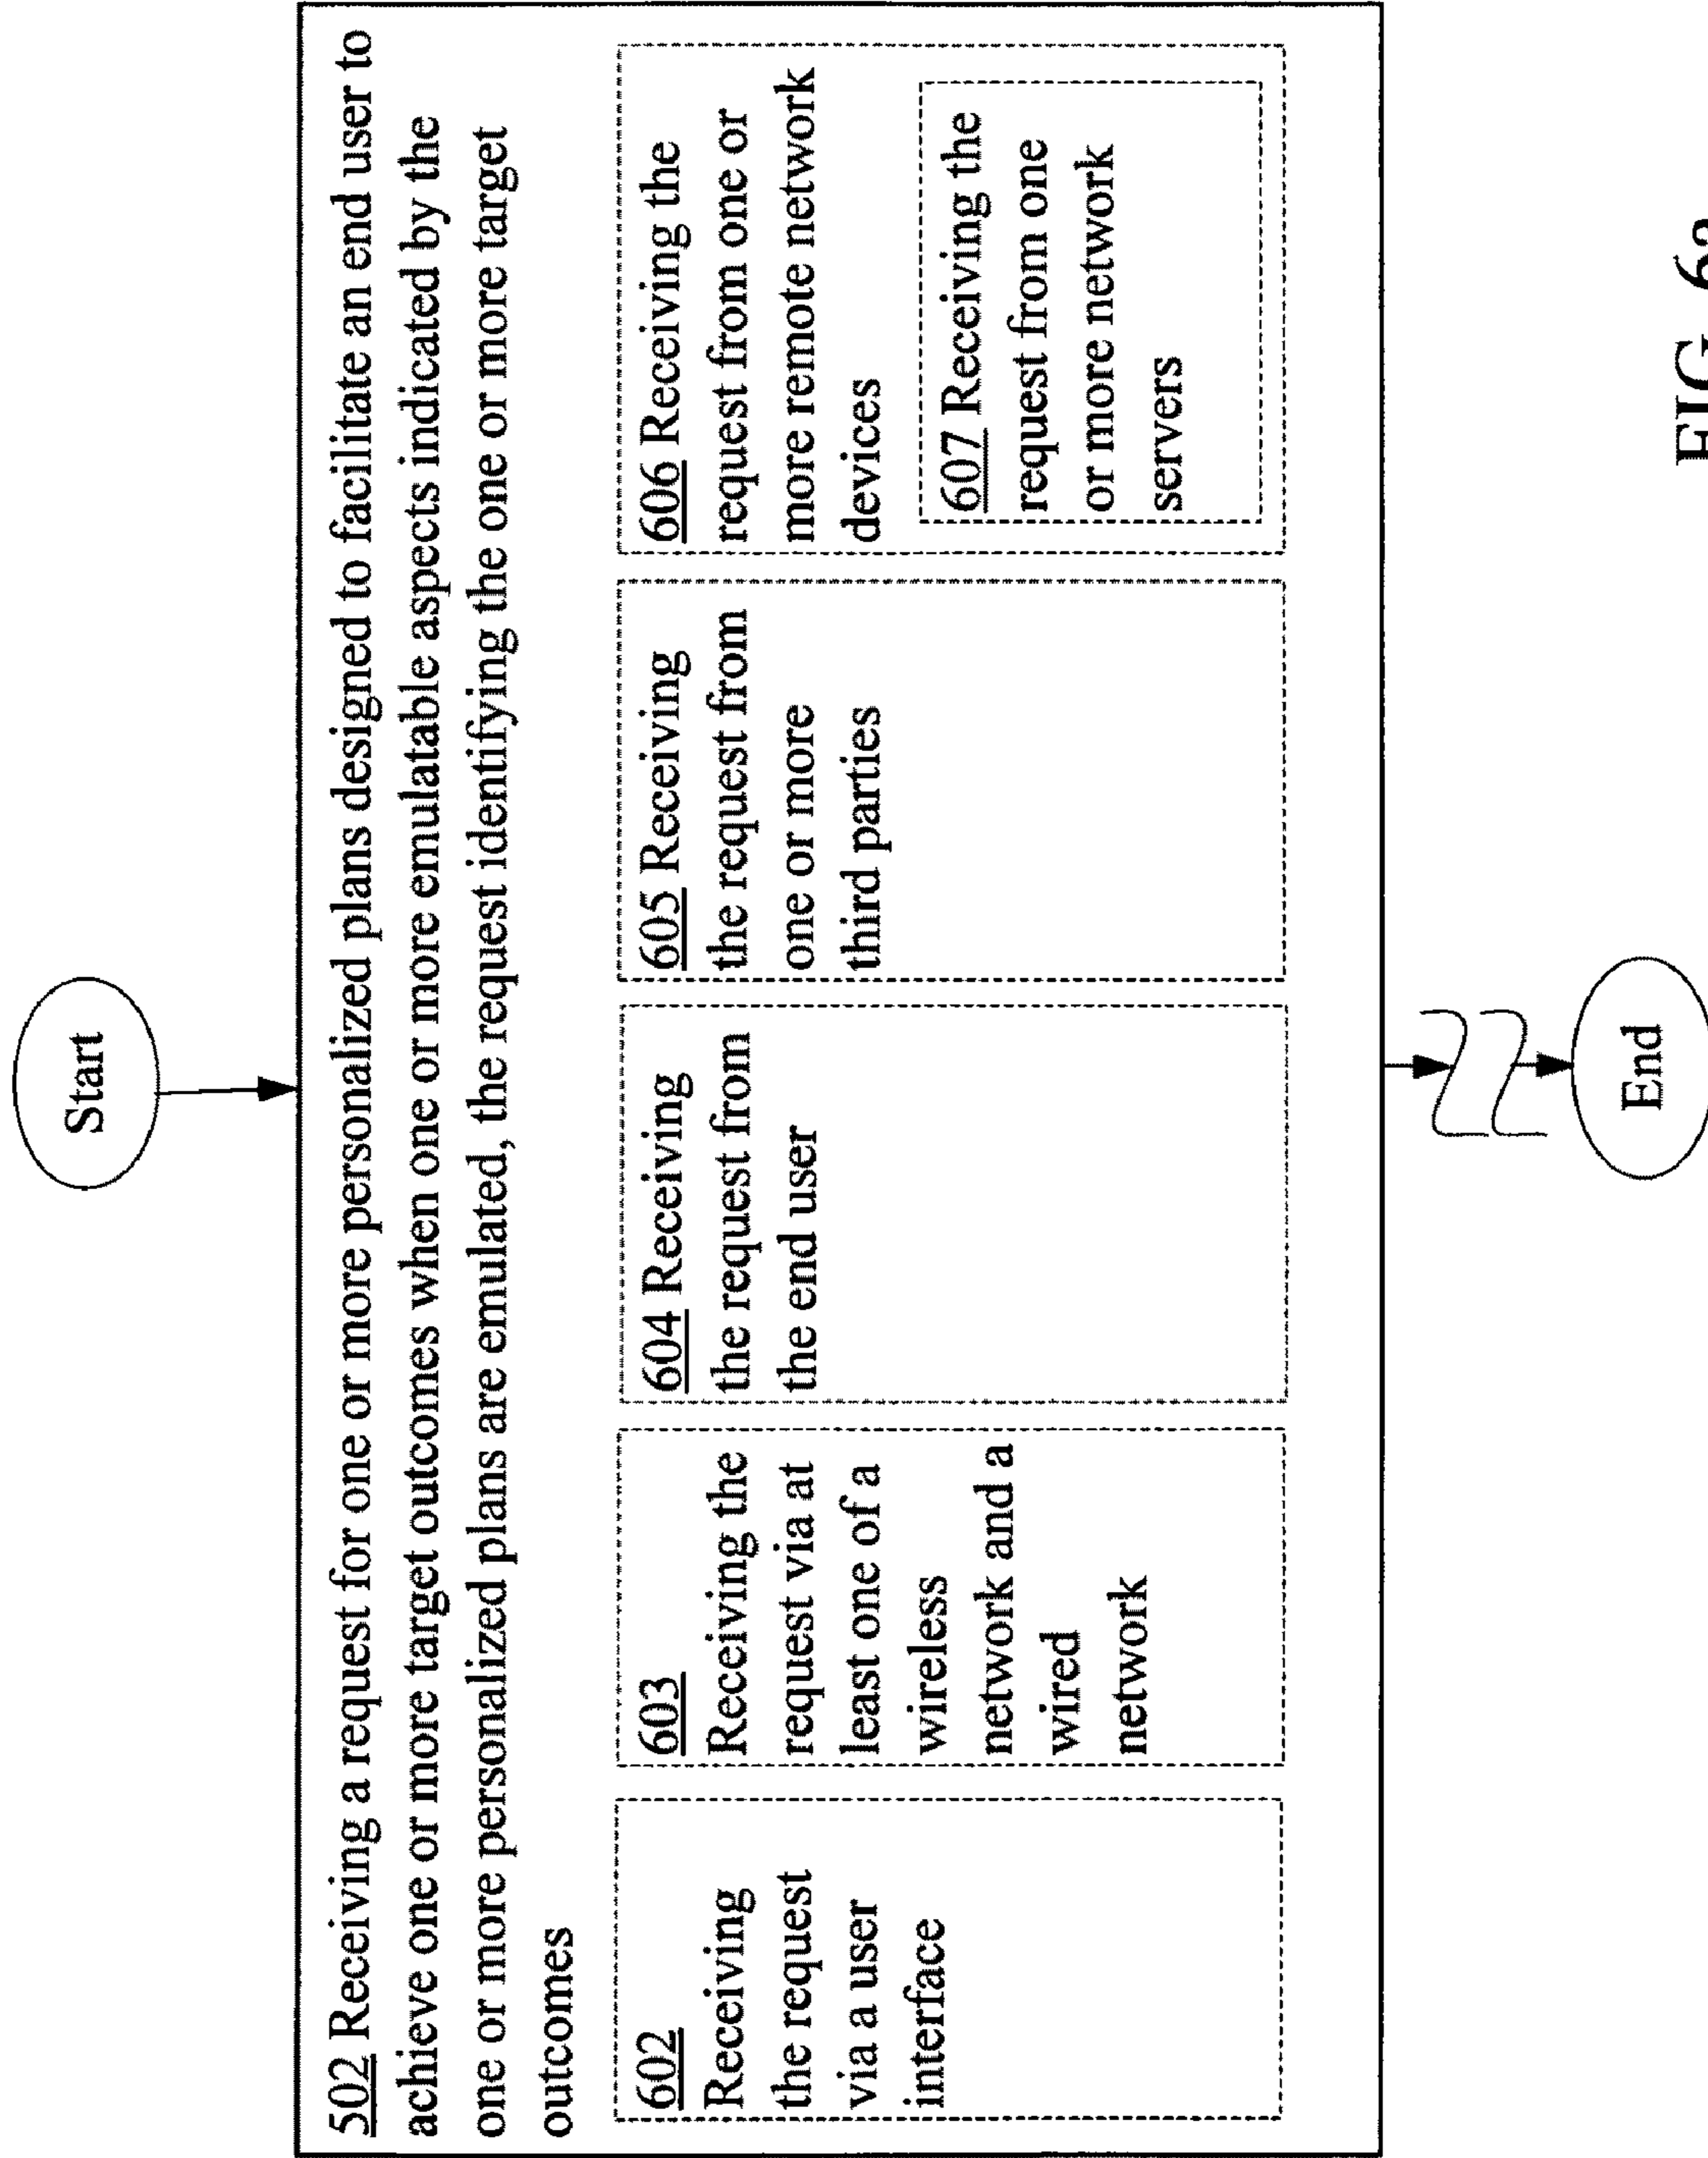 Start
502 Receiving a request for one or more personalized plans designed to facilitate an end user to
achieve one or more target outcomes when one or more emulatable aspects indicated by the
one or more personalized plans are emulated, the request identifying the one or more target
outcomes
602
Receiving
the request
via a user
interface
603
Receiving the
request via at
least one of a
wireless
network and a
wired
network
604 Receiving
the request from
the end user
605 Receiving
the request from
one or more
third parties
606 Receiving the
request from one or
more remote network
devices
607 Receiving the
request from one
or more network
servers
End
FIG. 6a